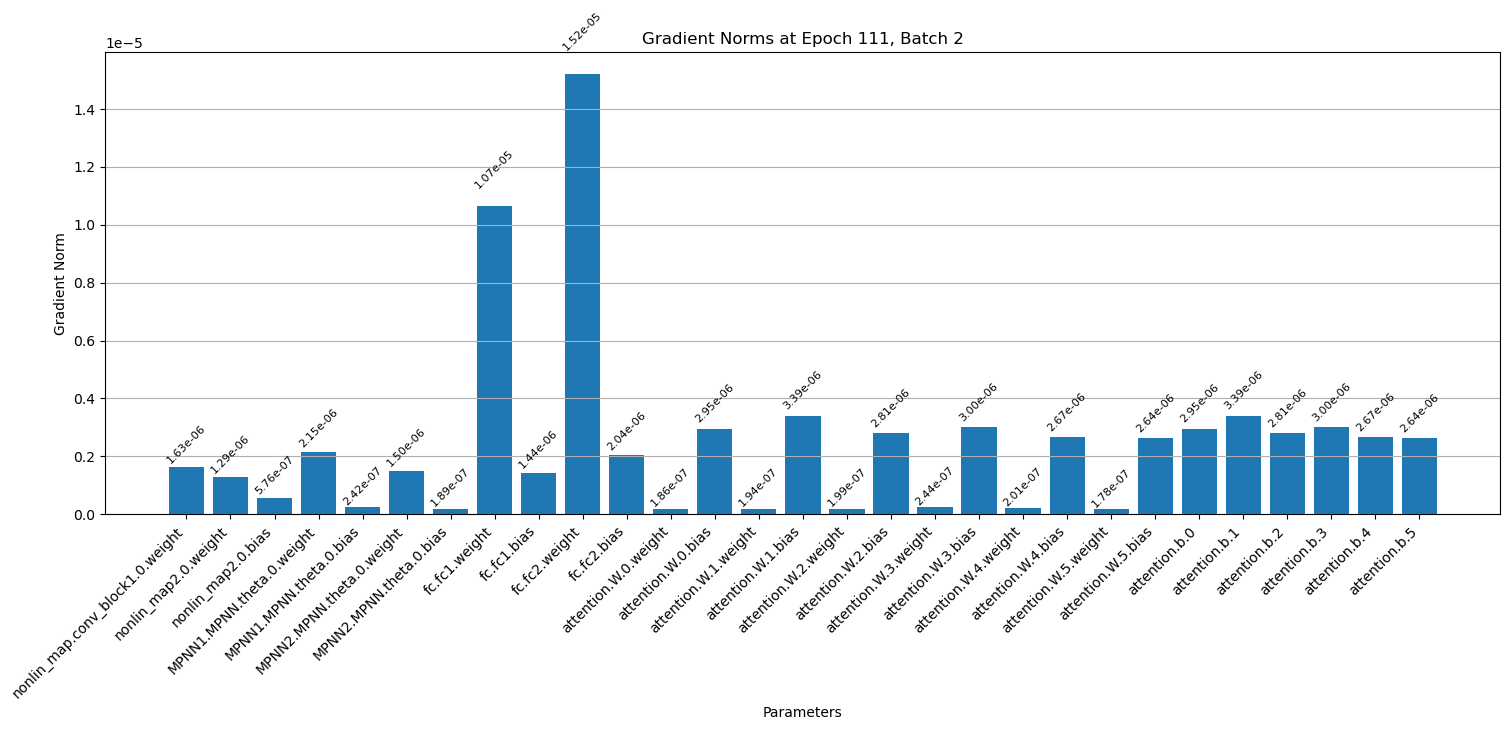 Gradient Norms at Epoch 111, Batch 2
1e−5
Gradient Norm
1.4
1.2
1.0
0.8
0.6
0.4
0.2
0.0
1.63e-06
1.29e-06
5.76e-07
2.15e-06
2.42e-07
1.50e-06
1.89e-07
1.07e-05
1.44e-06
1.52e-05
2.04e-06
1.86e-07
2.95e-06
1.94e-07
3.39e-06
1.99e-07
2.81e-06
2.44e-07
3.00e-06
2.01e-07
2.67e-06
1.78e-07
2.64e-06
2.95e-06
3.39e-06
2.81e-06
3.00e-06
2.67e-06
2.64e-06
nonlin_map.conv_block1.0.weight
nonlin_map2.0.weight
nonlin_map2.0.bias
MPNN1.MPNN.theta.0.weight
MPNN1.MPNN.theta.0.bias
MPNN2.MPNN.theta.0.weight
MPNN2.MPNN.theta.0.bias
fc.fc1.weight
fc.fc1.bias
fc.fc2.weight
fc.fc2.bias
attention.W.0.weight
attention.W.0.bias
attention.W.1.weight
attention.W.1.bias
attention.W.2.weight
attention.W.2.bias
attention.W.3.weight
attention.W.3.bias
attention.W.4.weight
attention.W.4.bias
attention.W.5.weight
attention.W.5.bias
attention.b.0
attention.b.1
attention.b.2
attention.b.3
attention.b.4
attention.b.5
Parameters